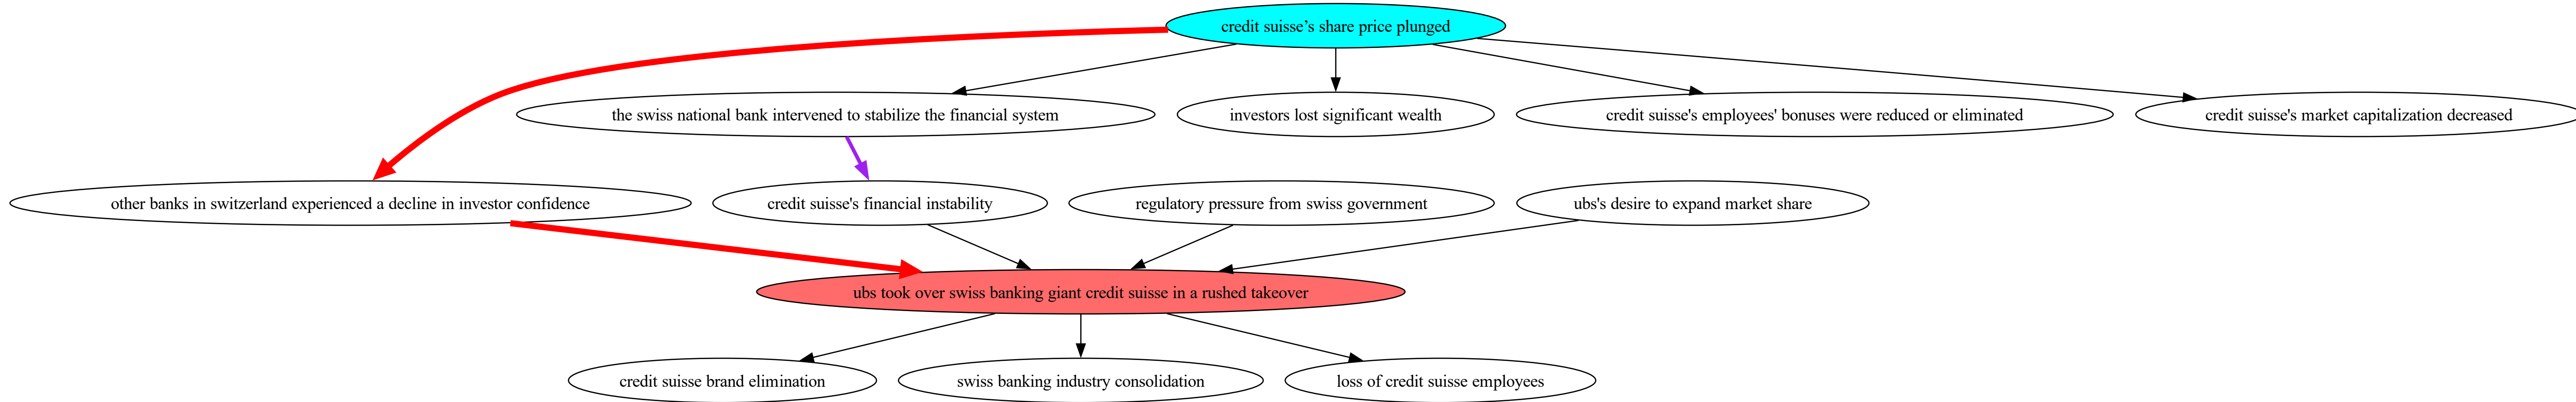 credit suisse’s share price plunged
the swiss national bank intervened to stabilize the financial system
investors lost significant wealth
credit suisse's employees' bonuses were reduced or eliminated
credit suisse's market capitalization decreased
other banks in switzerland experienced a decline in investor confidence
credit suisse's financial instability
regulatory pressure from swiss government
ubs's desire to expand market share
ubs took over swiss banking giant credit suisse in a rushed takeover
credit suisse brand elimination
swiss banking industry consolidation
loss of credit suisse employees